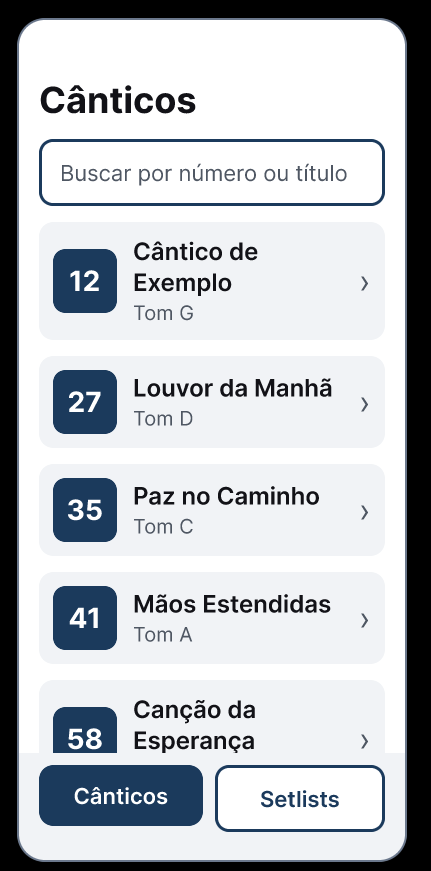 Cânticos
Buscar por número ou título
12
Cântico de
Exemplo
Tom G
›
27
Louvor da Manhã
Tom D
›
35
Paz no Caminho
Tom C
›
41
Mãos Estendidas
Tom A
›
58
Canção da
Esperança
›
Cânticos
Setlists